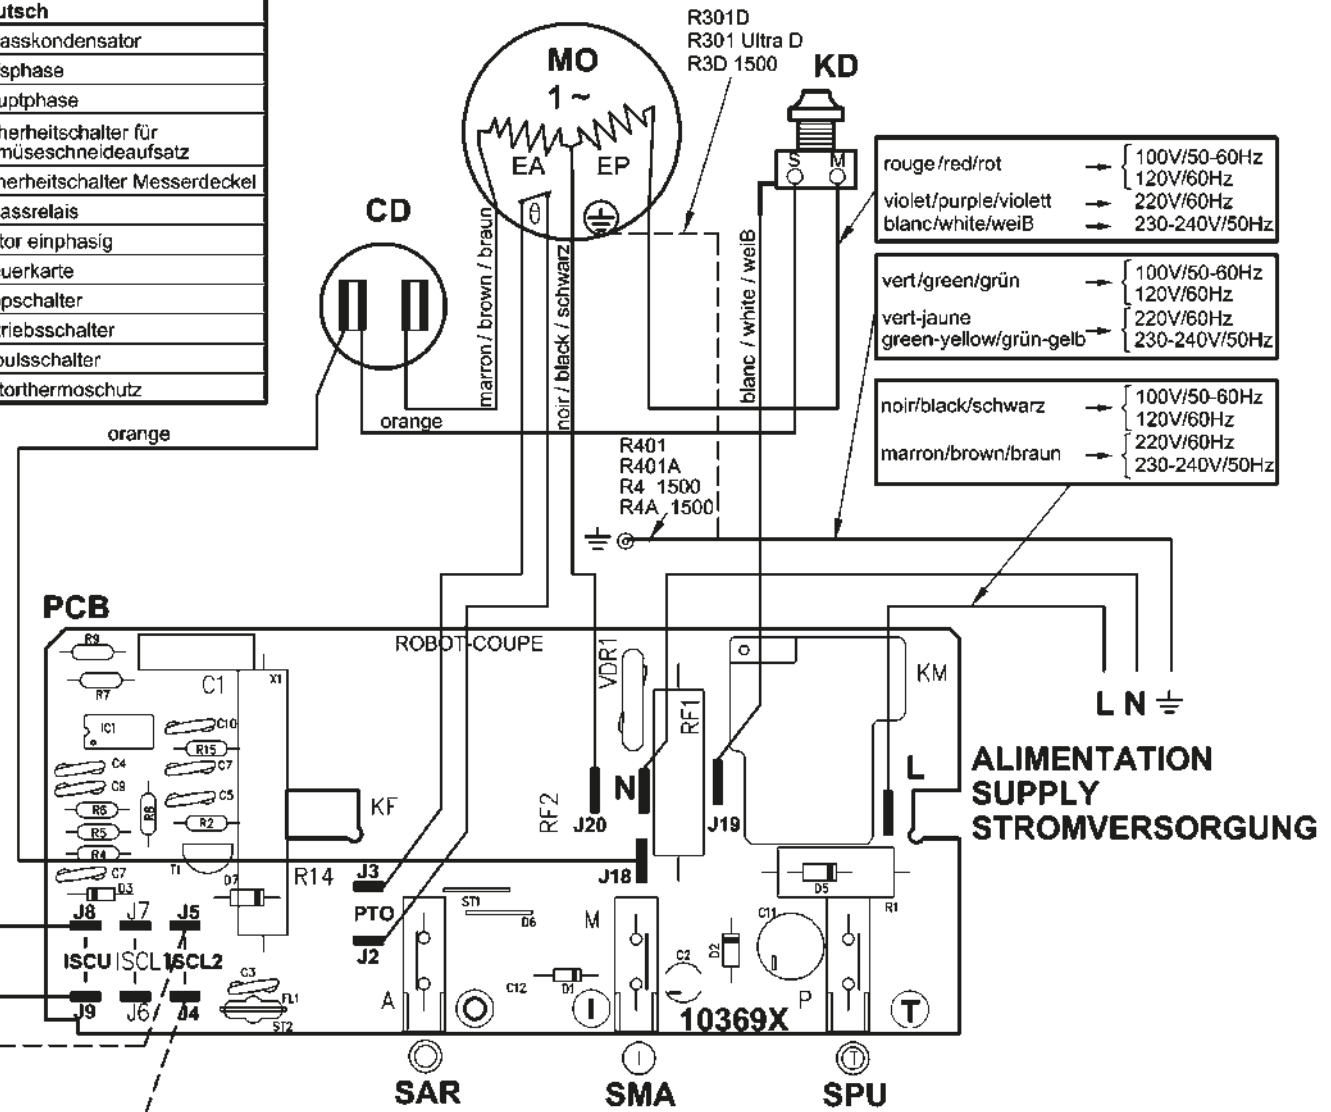 utsch
asskondensator
sphase
uptphase
herheitschalter für
müseschneideaufsatz
herheitschalter Messerdeckel
assrelais
tor einphasig
uerkarte
pschalter
triebsschalter
pulsschalter
torthermoschutz
R301D
R301 Ultra D
R3D 1500
MO
1 ~
EA
EP
θ
KD
S
M
CD
marron / brown / braun
noir / black / schwarz
blanc / white / weiB
rouge/red/rot
100V/50-60Hz
120V/60Hz
violet/purple/violett
220V/60Hz
blanc/white/weiB
230-240V/50Hz
vert/green/grün
100V/50-60Hz
120V/60Hz
vert-jaune
220V/60Hz
green-yellow/grün-gelb
230-240V/50Hz
noir/black/schwarz
100V/50-60Hz
120V/60Hz
marron/brown/braun
220V/60Hz
230-240V/50Hz
orange
orange
R401
R401A
R4 1500
R4A 1500
PCB
ROBOT-COUPE
R9
R7
C1
X1
IC1
C10
R15
C4
C7
C9
C5
R6
R8
R5
R2
R4
T1
C7
D3
D7
KF
R14
VDR1
RF1
RF2
KM
L N
ALIMENTATION
SUPPLY
STROMVERSORGUNG
L
N
J20
J19
J18
J3
PTO
J2
ST1
D6
D5
R1
J8
J7
J5
ISCU
ISCL1
ISCL2
J9
J6
J4
C3
FL1
ST2
A
C12
D1
I
M
C2
D2
C11
P
T
10369X
I
T
SAR
SMA
SPU